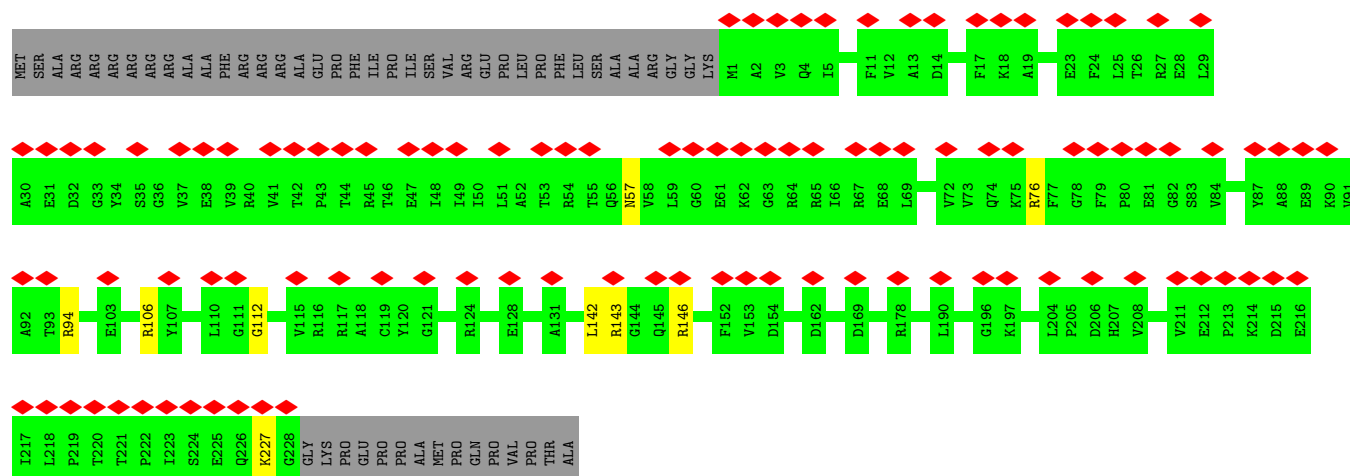 MET SER ALA ARG ARG ARG ARG ARG ARG ALA ALA PHE ARG ARG ARG ALA GLU PRO PHE ILE PRO ILE SER VAL ARG GLU PRO LEU PRO PHE LEU SER ALA ALA ARG GLY GLY LYS M1 A2 V3 Q4 I5 F11 V12 A13 D14 F17 K18 A19 E23 F24 L25 T26 R27 E28 L29
A30 E31 D32 G33 Y34 S35 G36 V37 E38 V39 R40 V41 T42 P43 T44 R45 T46 E47 I48 I49 I50 L51 A52 T53 R54 T55 Q56 N57 V58 L59 G60 E61 K62 G63 R64 R65 I66 R67 E68 L69 V72 V73 Q74 K75 R76 F77 G78 F79 P80 E81 G82 S83 V84 Y87 A88 E89 K90 V91
A92 T93 R94 E103 R106 Y107 L110 G111 G112 V115 R116 R117 A118 C119 Y120 G121 R124 E128 A131 L142 R143 G144 Q145 R146 F152 V153 D154 D162 D169 R178 L190 G196 K197 L204 P205 D206 H207 V208 V211 E212 P213 K214 D215 E216
I217 L218 P219 T220 T221 P222 I223 S224 E225 Q226 K227 G228 GLY LYS PRO GLU PRO PRO ALA MET PRO GLN PRO VAL PRO THR ALA